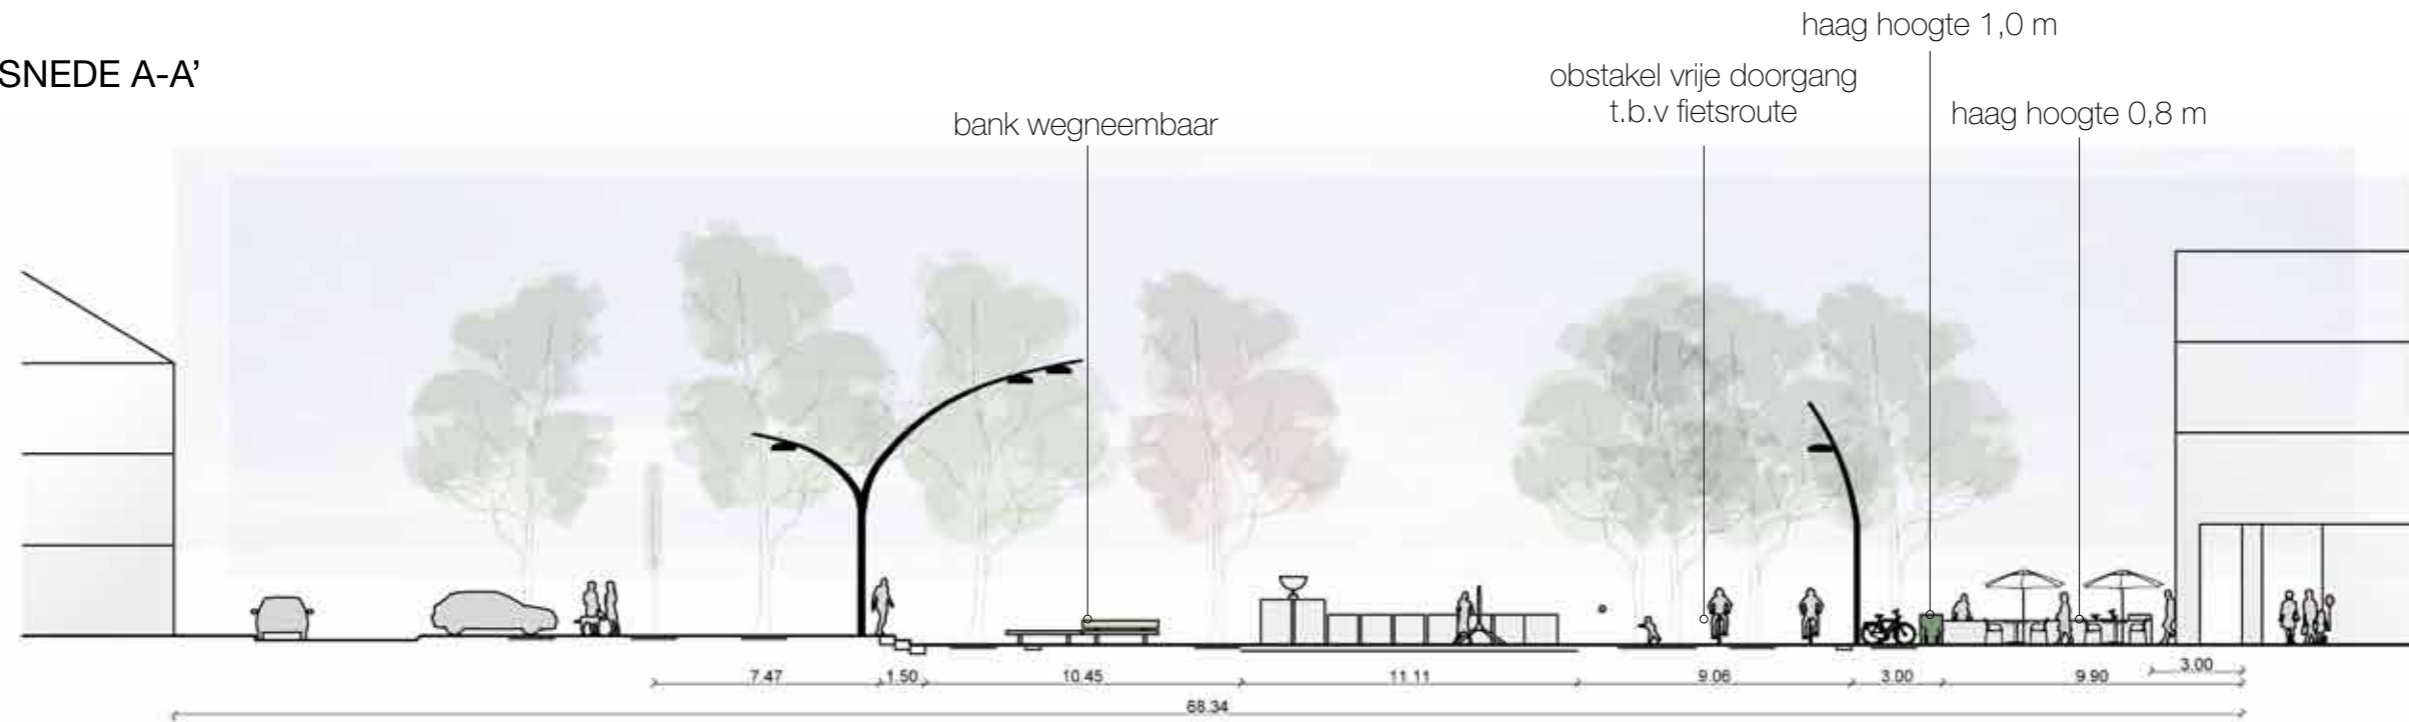 SNEDE A-A’
haag hoogte 1,0 m
obstakel vrije doorgang
t.b.v fietsroute
haag hoogte 0,8 m
bank wegneembaar
7.47
1.50
10.45
11.11
9.06
3.00
9.90
3.00
68.34